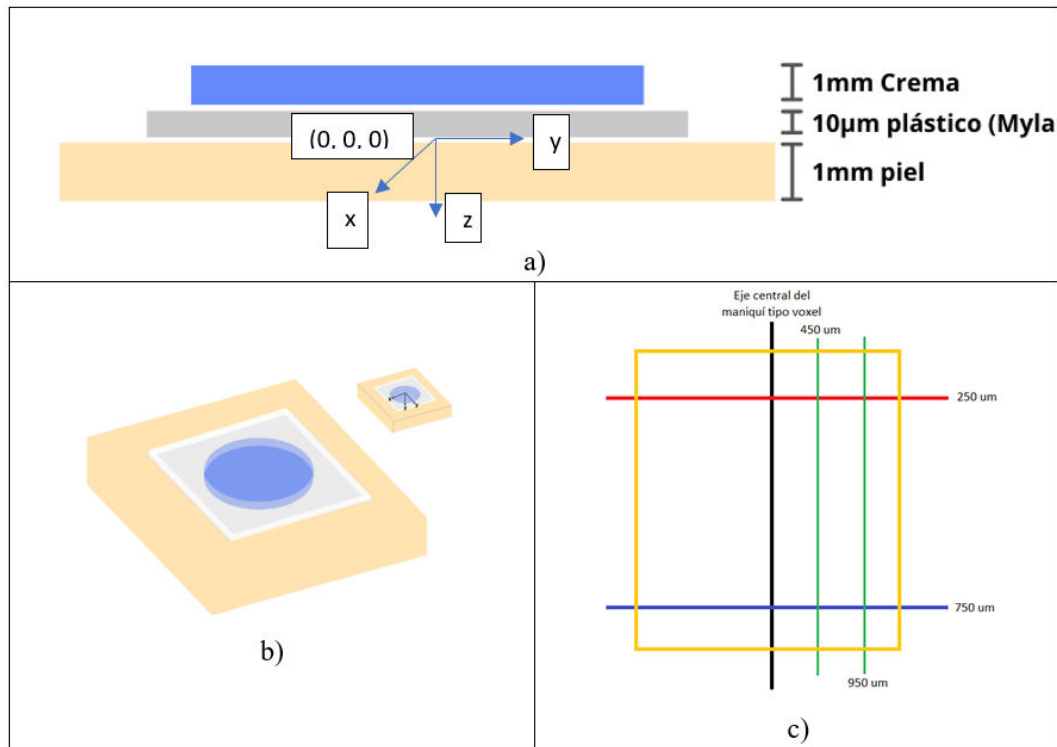 1mm Crema
10µm plástico (Myla
1mm piel
(0, 0, 0)
y
x
z
a)
b)
Eje central del
maniquí tipo voxel
450 um
250 um
750 um
950 um
c)